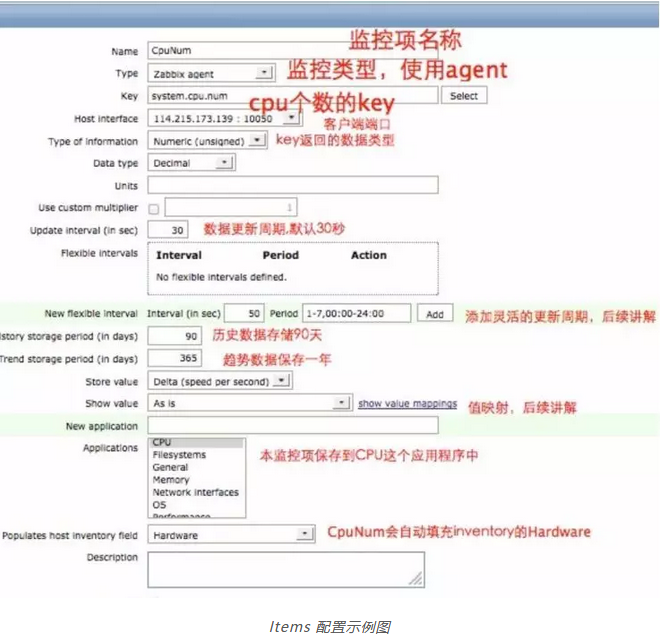 监控项名称
Name CpuNum
Type Zabbix agent 监控类型，使用agent
Key system.cpu.num Select
cpu个数的key
Host interface 114.215.173.139 : 10050 客户端端口
Type of information Numeric (unsigned) key返回的数据类型
Data type Decimal
Units
Use custom multiplier 1
Update interval (in sec) 30 数据更新周期,默认30秒
Flexible intervals Interval Period Action
No flexible intervals defined.
New flexible interval Interval (in sec) 50 Period 1-7,00:00-24:00 Add 添加灵活的更新周期，后续讲解
istory storage period (in days) 90 历史数据存储90天
Trend storage period (in days) 365 趋势数据保存一年
Store value Delta (speed per second)
Show value As is show value mappings 值映射，后续讲解
New application
Applications CPU
Filesystems
General
Memory
Network interfaces
OS
Performance
本监控项保存到CPU这个应用程序中
Populates host inventory field Hardware CpuNum会自动填充inventory的Hardware
Description
Items 配置示例图